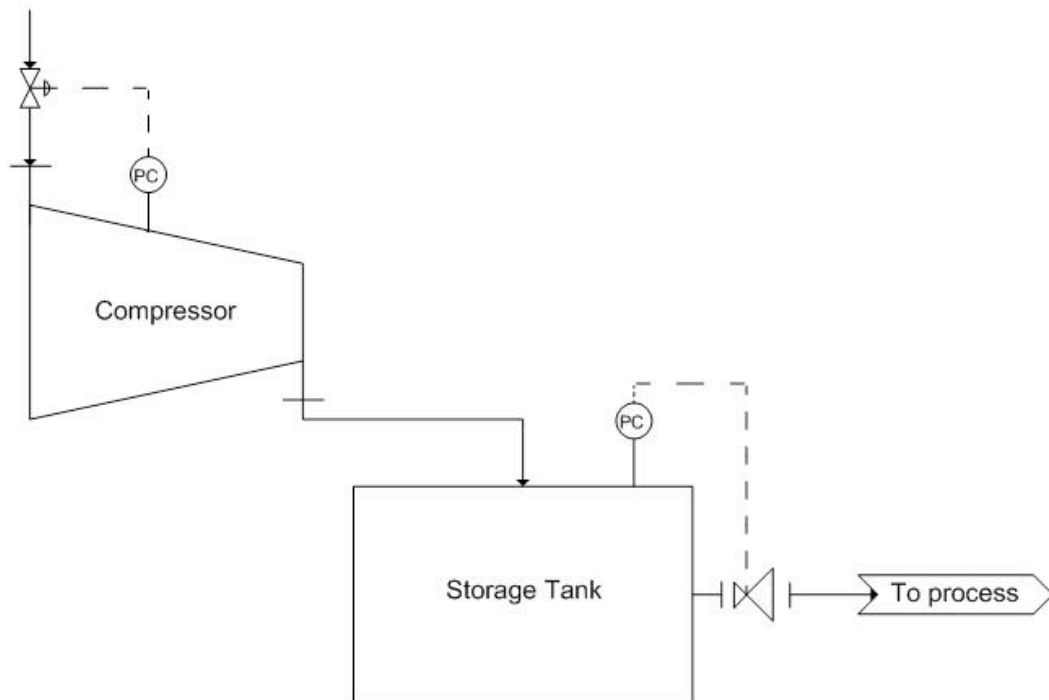 PC
Compressor
PC
Storage Tank
To process